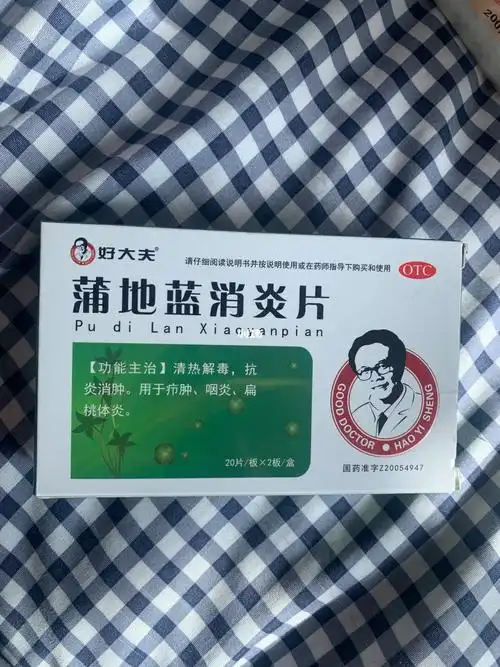 好大夫®
请仔细阅读说明书并按说明使用或在药师指导下购买和使用
OTC
蒲地蓝消炎片
Pu di Lan Xiaoyanpian
【功能主治】清热解毒,抗
炎消肿。用于疖肿、咽炎、扁
桃体炎。
20片/板×2板/盒
GOOD DOCTOR · HAO YI SHENG
国药准字Z20054947